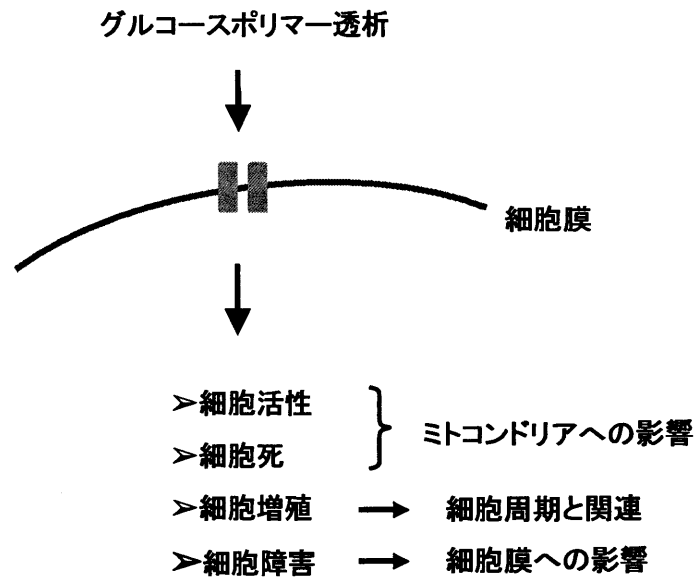 グルコースポリマー透析
細胞膜
➢細胞活性
➢細胞死
ミトコンドリアへの影響
➢細胞増殖 → 細胞周期と関連
➢細胞障害 → 細胞膜への影響